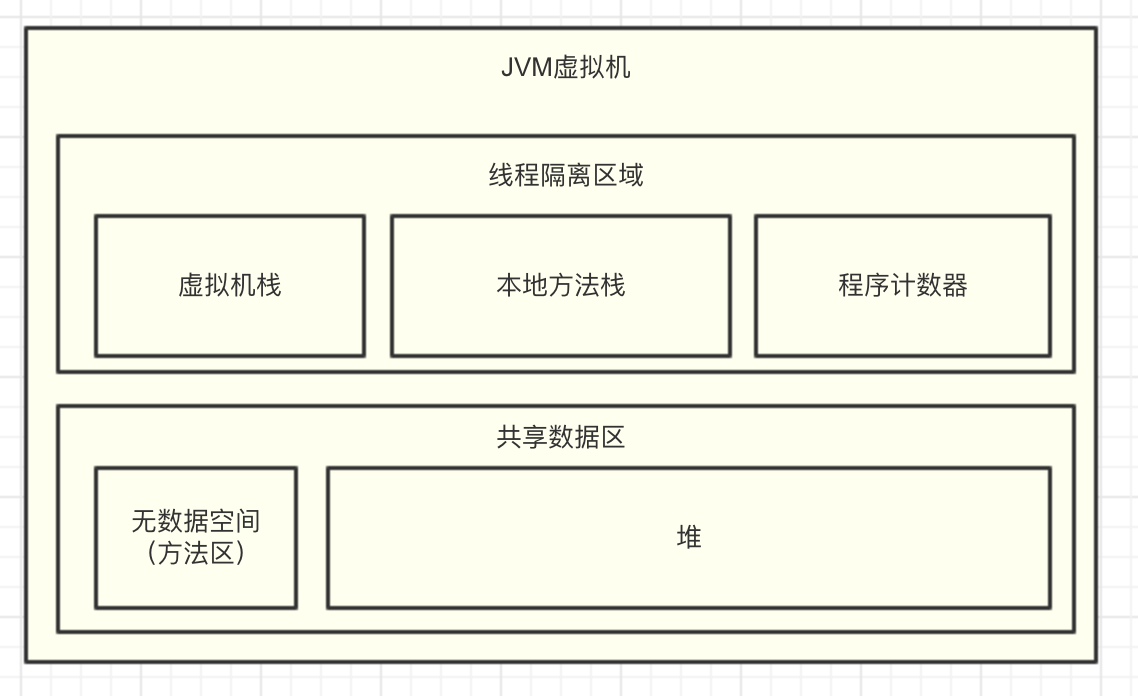 JVM虚拟机
线程隔离区域
虚拟机栈
本地方法栈
程序计数器
共享数据区
无数据空间
（方法区）
堆